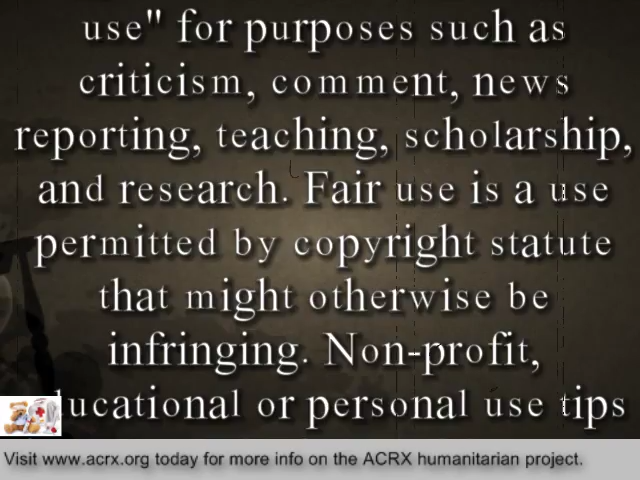 use" for purposes such as
criticism, comment, news
reporting, teaching, scholarship,
and research. Fair use is a use
permitted by copyright statute
that might otherwise be
infringing. Non-profit,
ucational or personal use tips
Visit www.acrx.org today for more info on the ACRX humanitarian project.